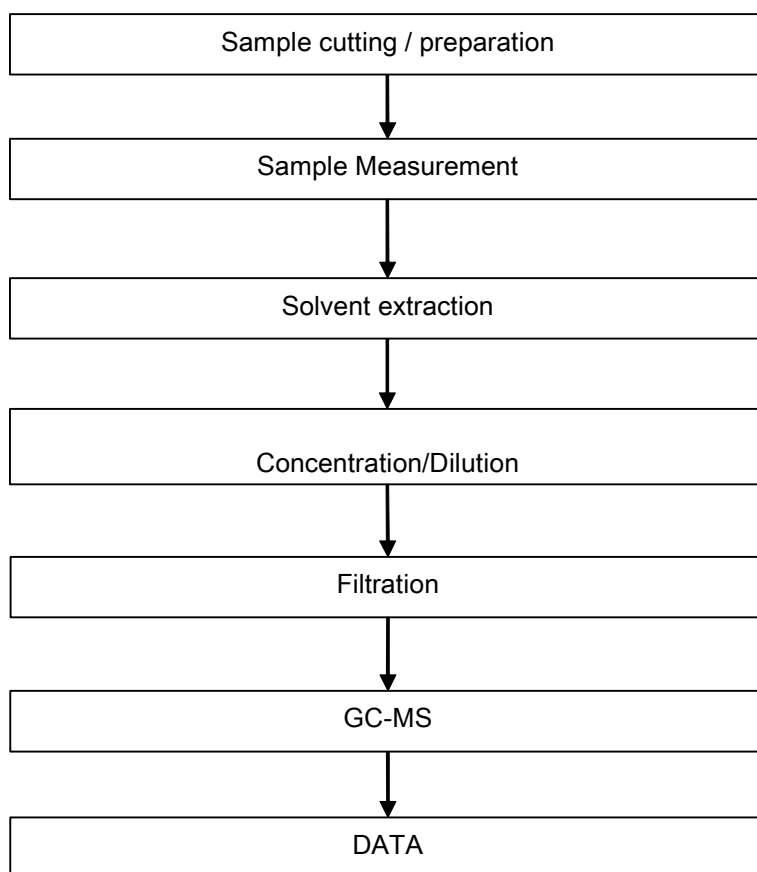 Sample cutting / preparation
Sample Measurement
Solvent extraction
Concentration/Dilution
Filtration
GC-MS
DATA